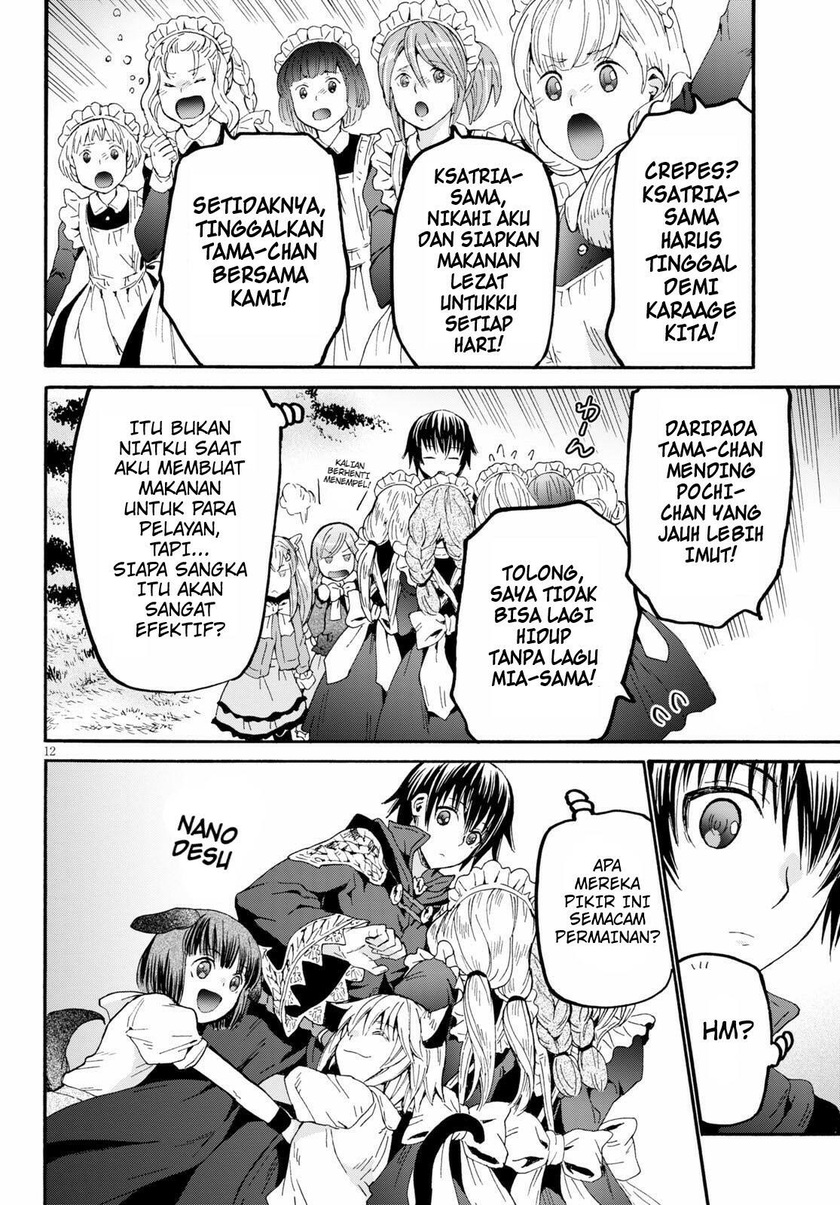 CREPES?
KSATRIA-
SAMA
HARUS
TINGGAL
DEMI
KARAAGE
KITA!
KSATRIA-
SAMA,
NIKAHI AKU
DAN SIAPKAN
MAKANAN
LEZAT
UNTUKKU
SETIAP
HARI!
SETIDAKNYA,
TINGGALKAN
TAMA-CHAN
BERSAMA
KAMI!
DARIPADA
TAMA-CHAN
MENDING
POCHI-
CHAN YANG
JAUH LEBIH
IMUT!
わーん
TOLONG,
SAYA TIDAK
BISA LAGI
HIDUP
TANPA LAGU
MIA-SAMA!
KALIAN
BERHENTI
MENEMPEL!
ITU BUKAN
NIATKU SAAT
AKU MEMBUAT
MAKANAN
UNTUK PARA
PELAYAN,
TAPI...
SIAPA SANGKA
ITU AKAN
SANGAT
EFEKTIF?
12
HM?
APA
MEREKA
PIKIR INI
SEMACAM
PERMAINAN?
NANO
DESU